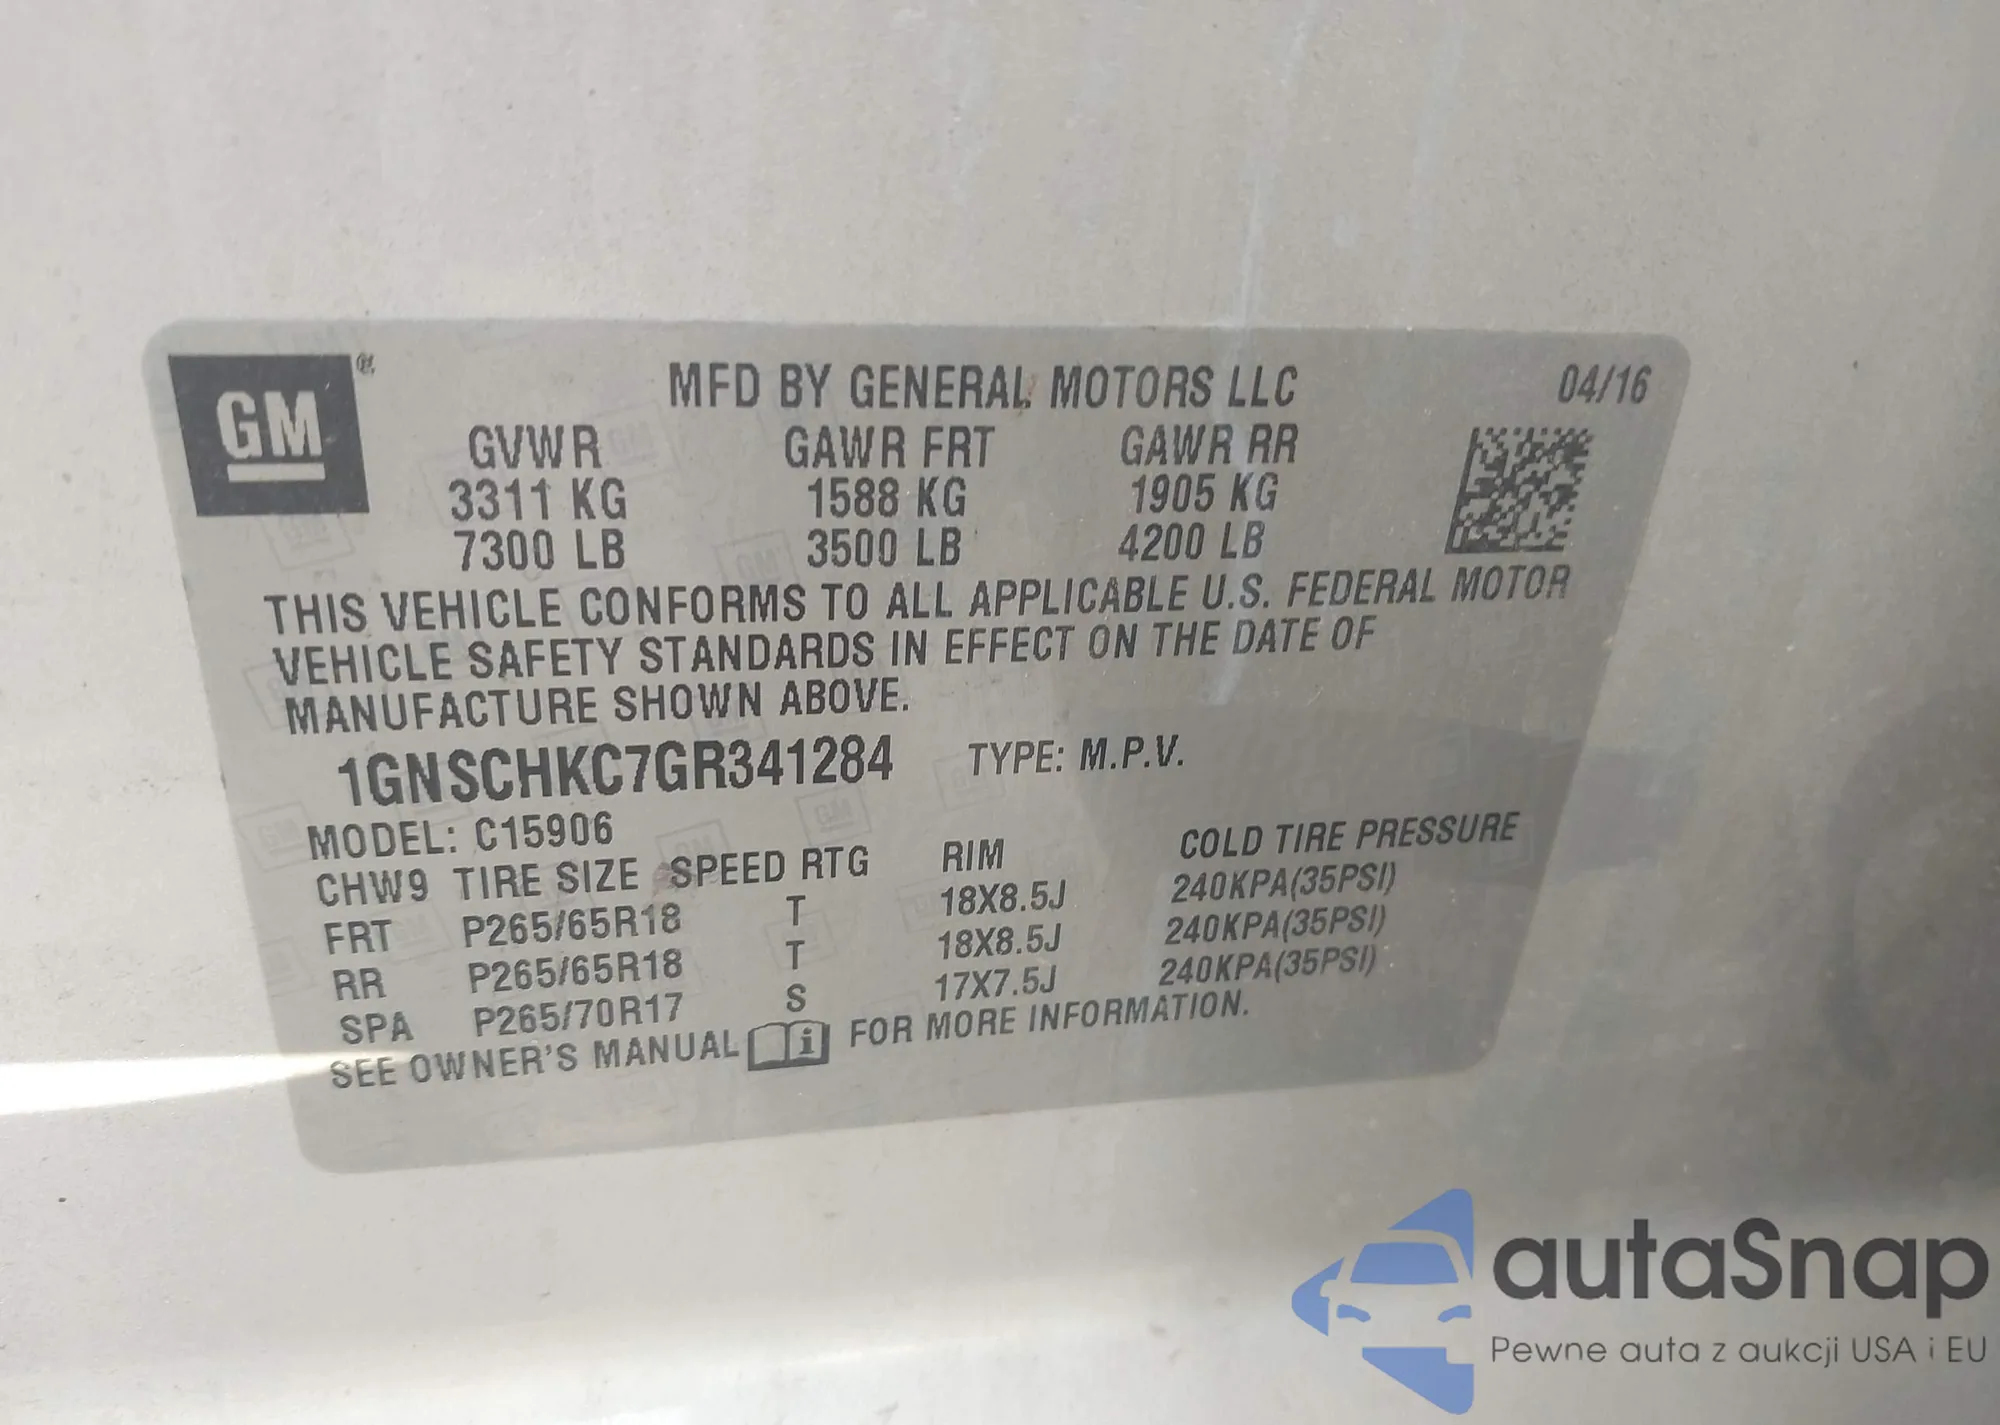 GM
MFD BY GENERAL MOTORS LLC 04/16
GVWR GAWR FRT GAWR RR
3311 KG 1588 KG 1905 KG
7300 LB 3500 LB 4200 LB
THIS VEHICLE CONFORMS TO ALL APPLICABLE U.S. FEDERAL MOTOR
VEHICLE SAFETY STANDARDS IN EFFECT ON THE DATE OF
MANUFACTURE SHOWN ABOVE.
1GNSCHKC7GR341284 TYPE: M.P.V.
MODEL: C15906
CHW9 TIRE SIZE SPEED RTG RIM COLD TIRE PRESSURE
FRT P265/65R18 T 18X8.5J 240KPA(35PSI)
RR P265/65R18 T 18X8.5J 240KPA(35PSI)
SPA P265/70R17 S 17X7.5J 240KPA(35PSI)
SEE OWNER'S MANUAL i FOR MORE INFORMATION.
autaSnap
Pewne auta z aukcji USA i EU